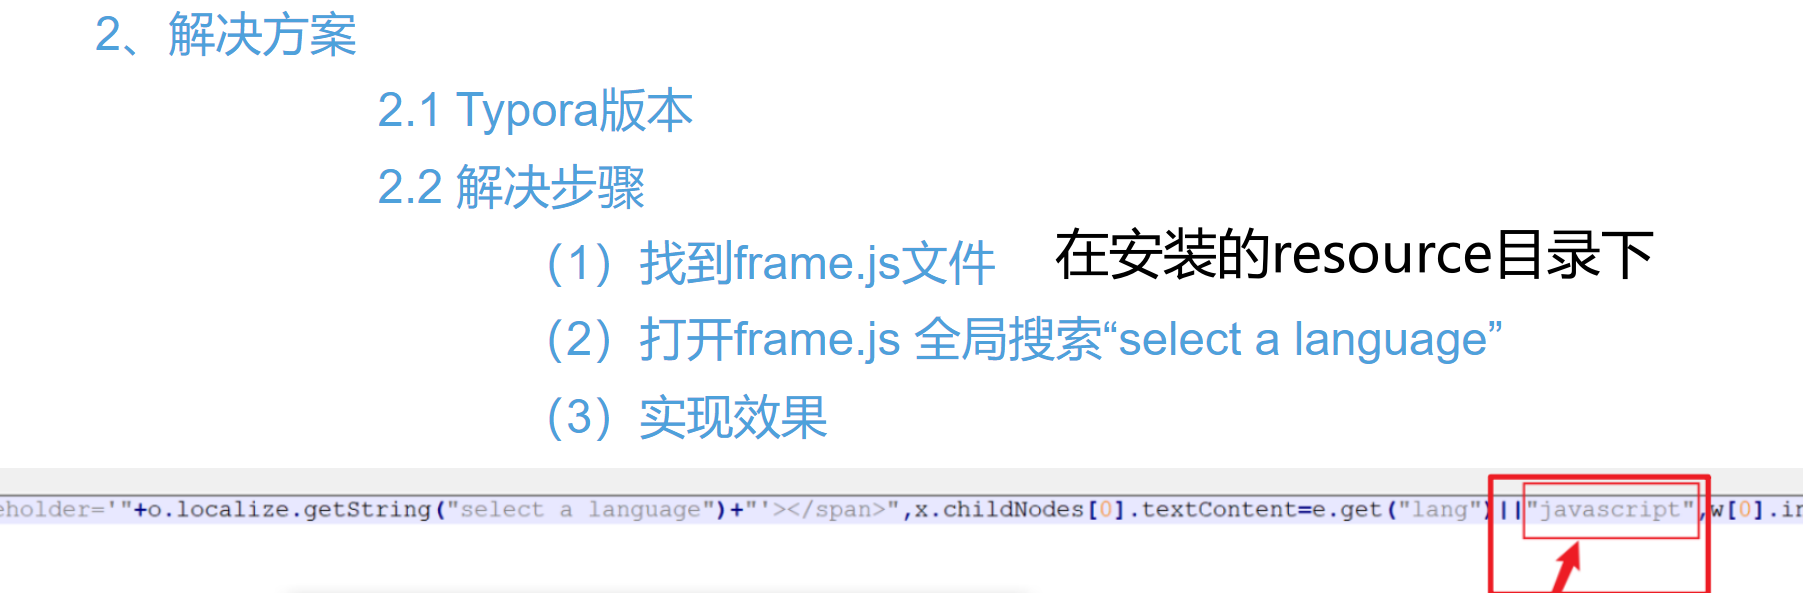 2、解决方案
2.1 Typora版本
2.2 解决步骤
（1）找到frame.js文件 在安装的resource目录下
（2）打开frame.js 全局搜索“select a language”
（3）实现效果
eholder='"+o.localize.getString("select a language")+"'></span>",x.childNodes[0].textContent=e.get("lang")||"javascript",w[0].in